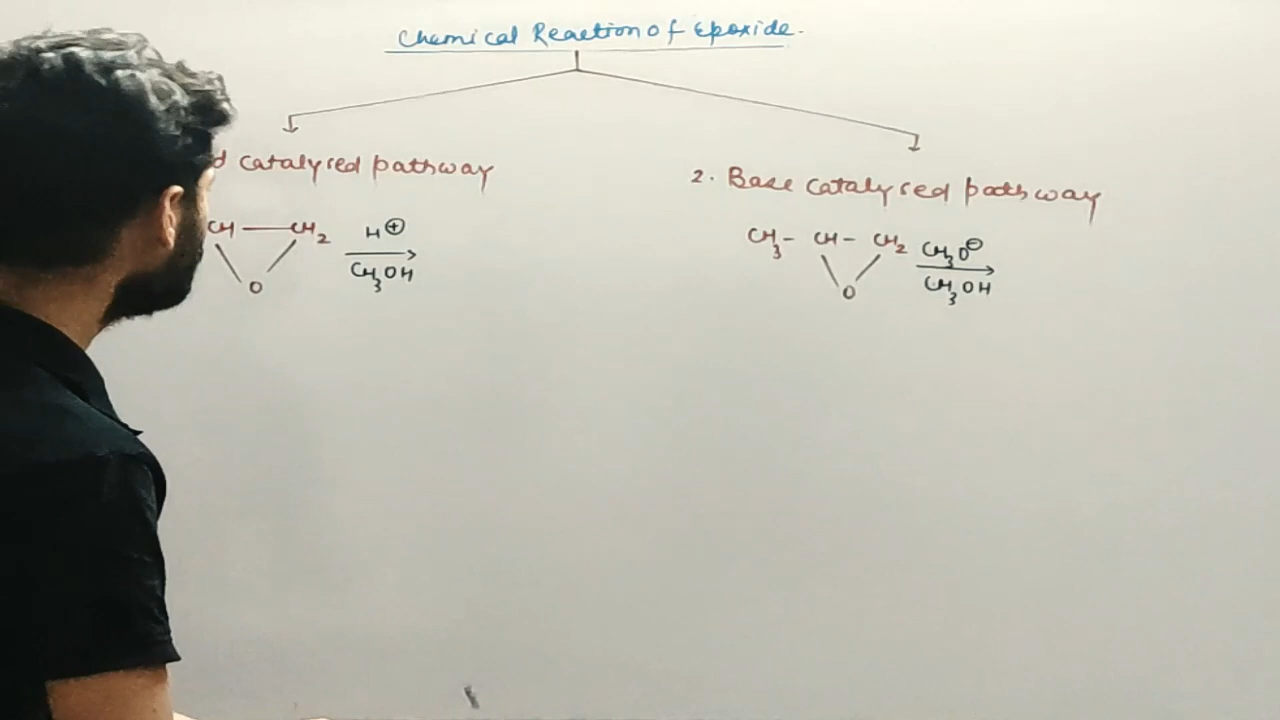 Chemical Reaction of Epoxide.
d catalysed pathway
CH — CH₂ H⊕
O CH₃OH
2. Base catalysed pathway
CH₃ - CH - CH₂ CH₃O⊖
O CH₃OH